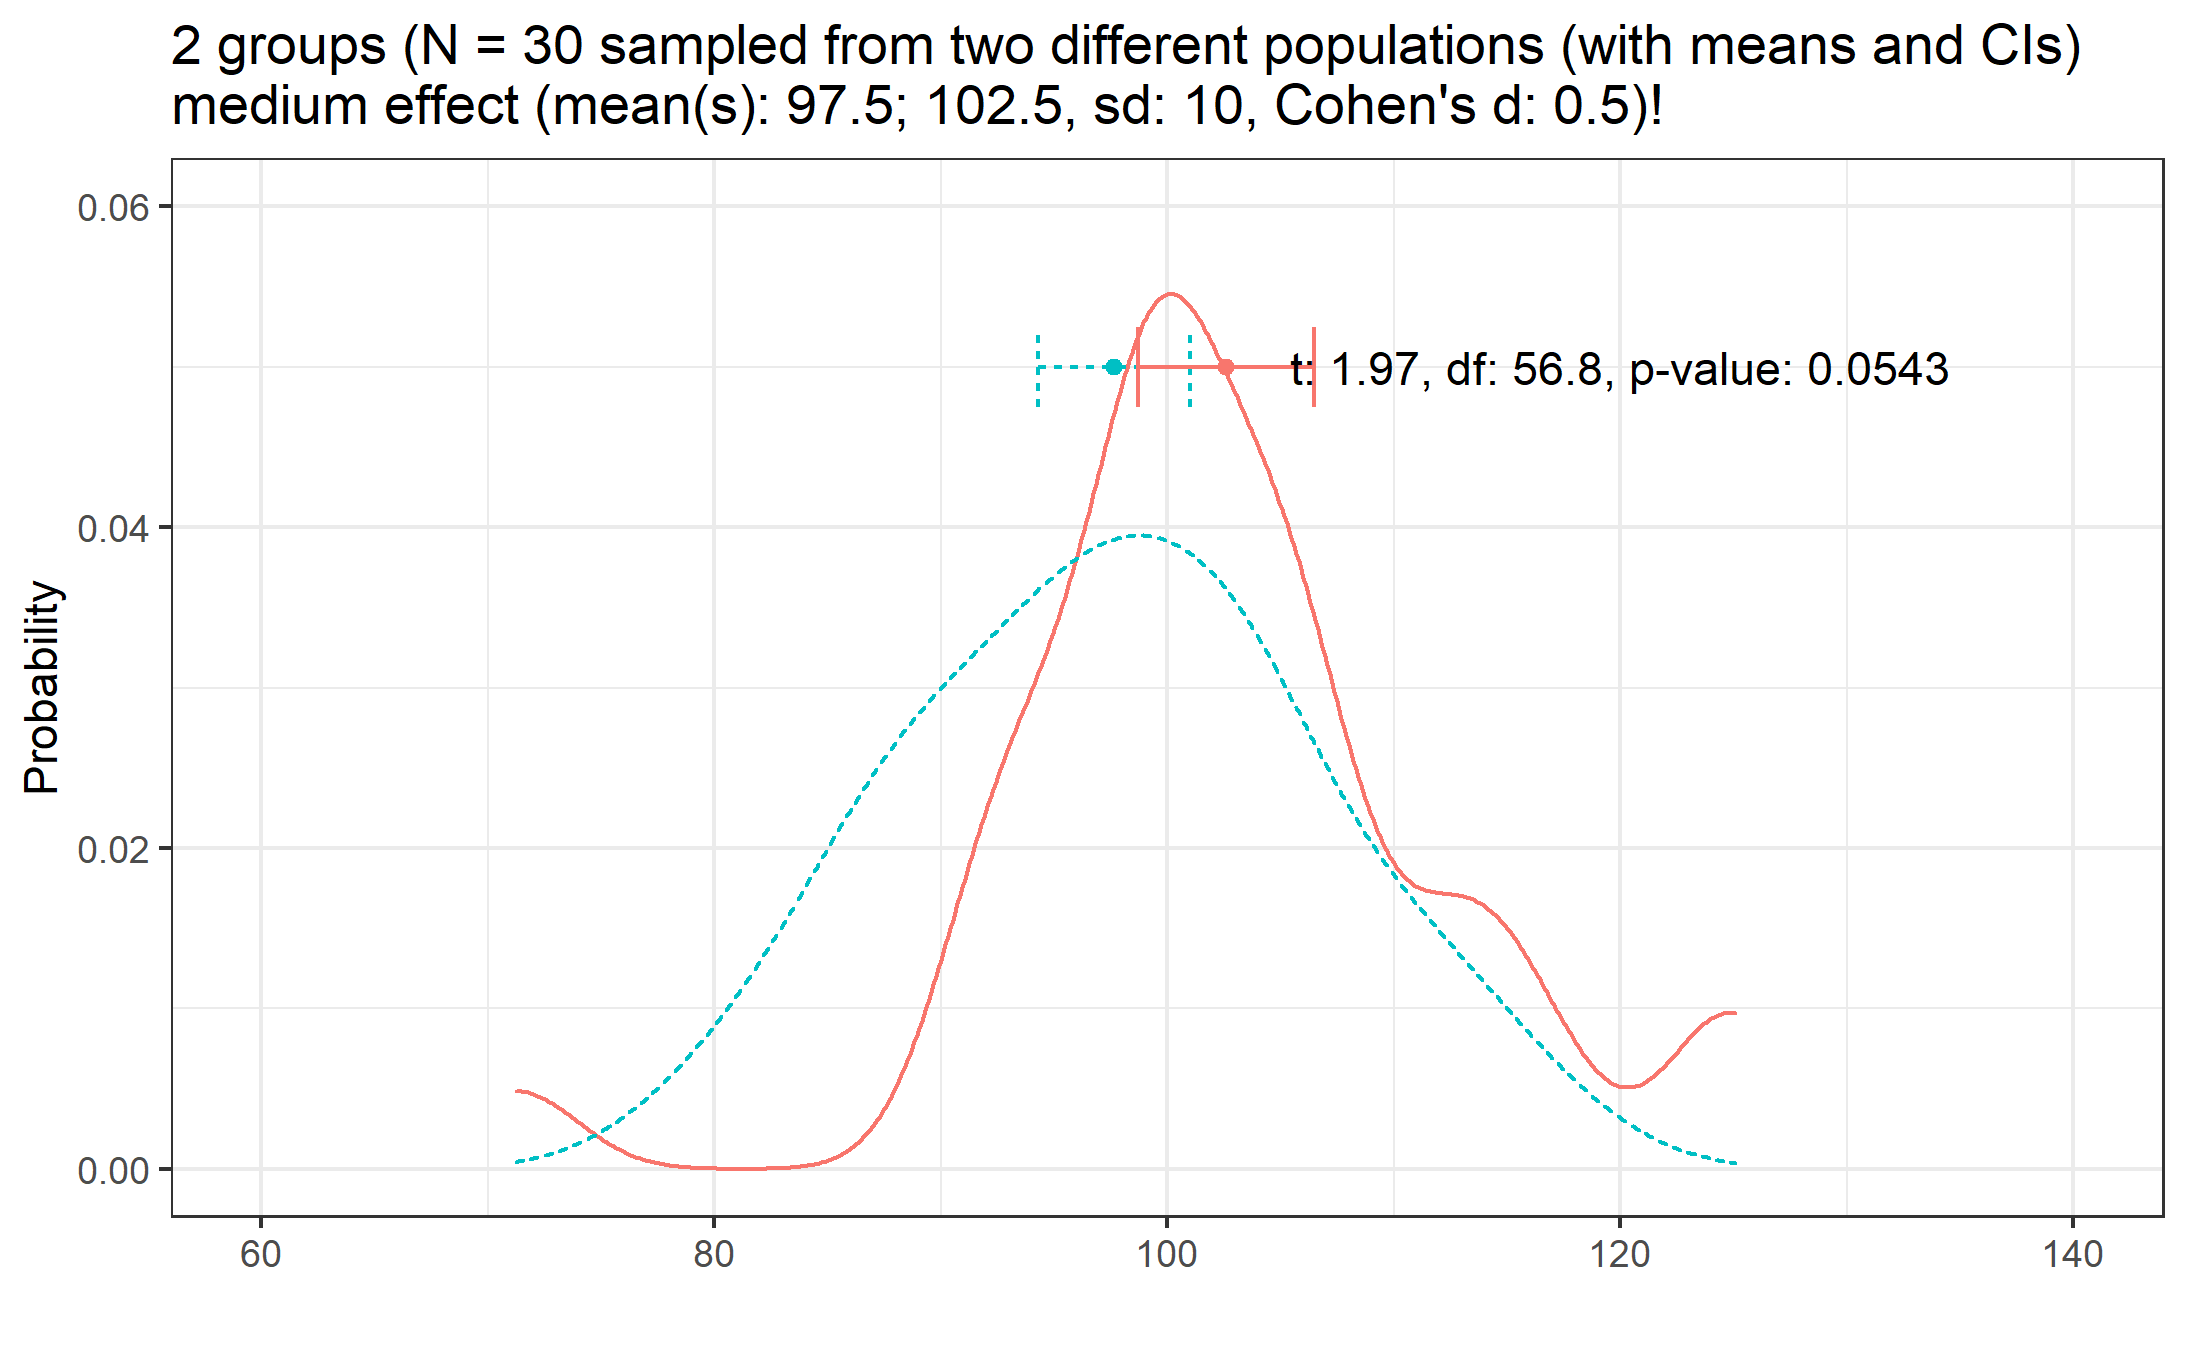 2 groups (N = 30 sampled from two different populations (with means and CIs)
medium effect (mean(s): 97.5; 102.5, sd: 10, Cohen's d: 0.5)!
0.06
t: 1.97, df: 56.8, p-value: 0.0543
0.04
Probability
0.02
0.00
60 80 100 120 140